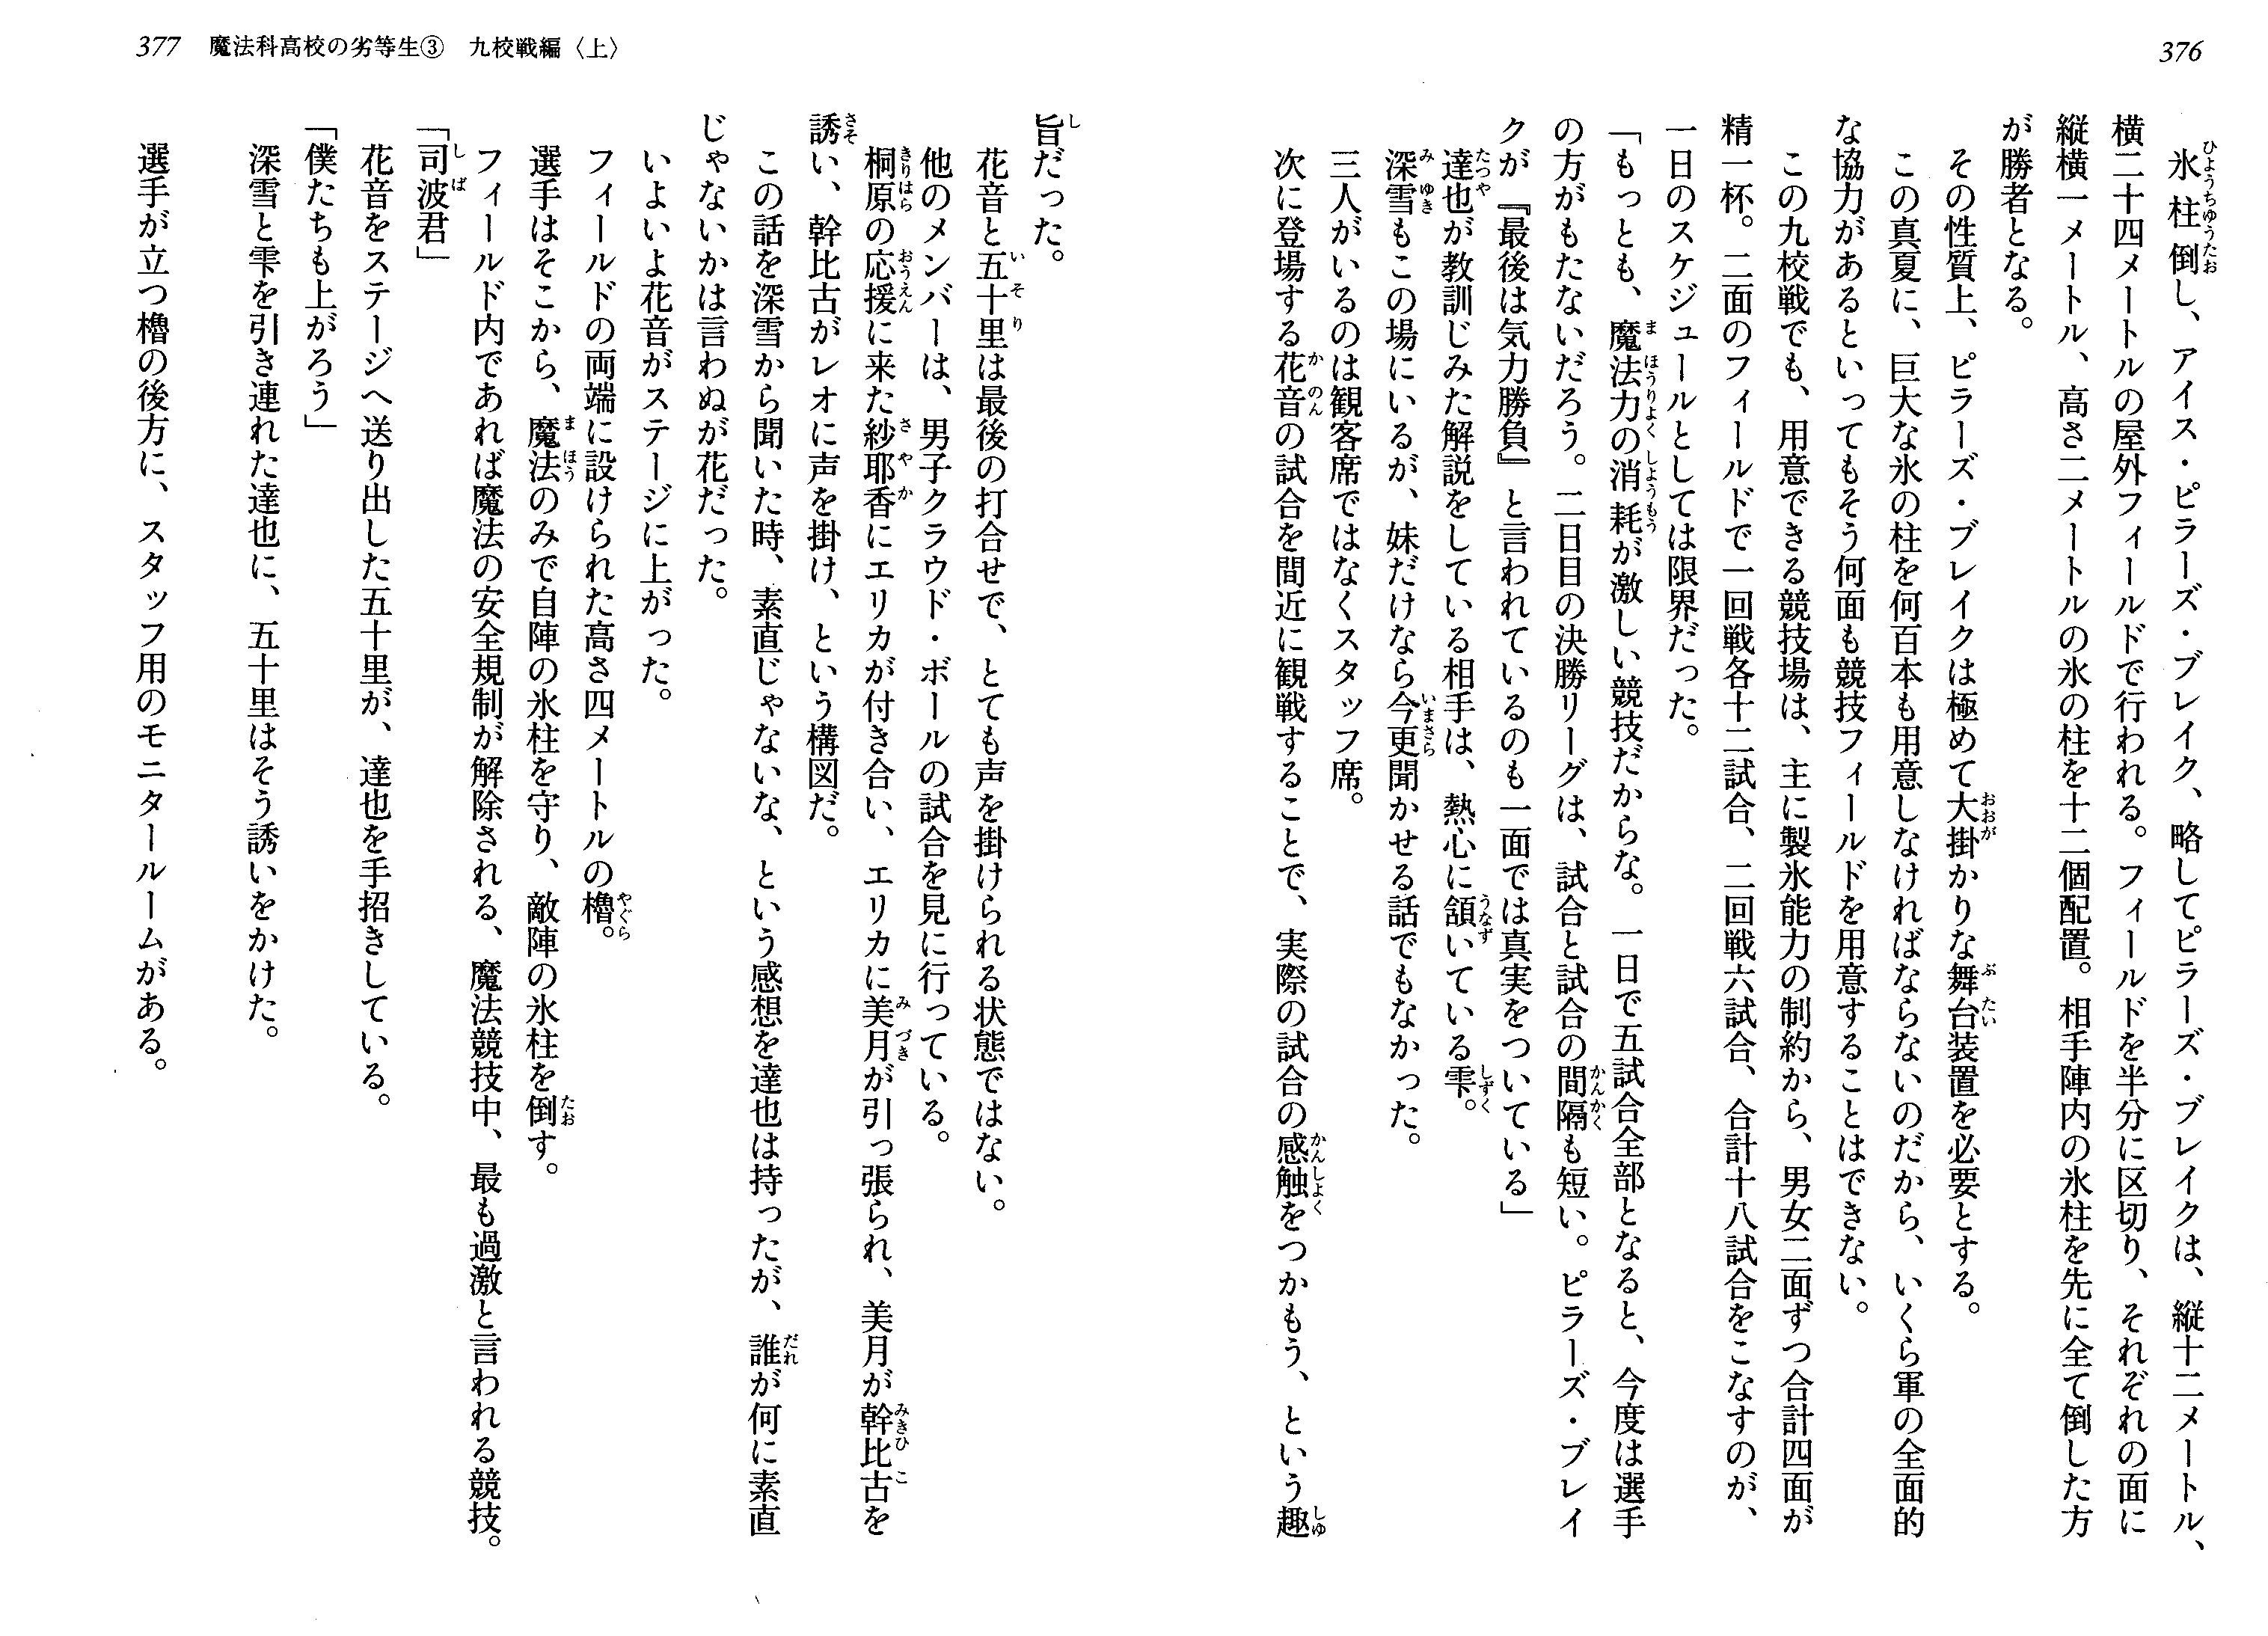 376
氷柱倒し、アイス・ピラーズ・ブレイク、略してピラーズ・ブレイクは、縦十二メートル、
横二十四メートルの屋外フィールドで行われる。フィールドを半分に区切り、それぞれの面に
縦横一メートル、高さ二メートルの氷の柱を十二個配置。相手陣内の氷柱を先に全て倒した方
が勝者となる。
その性質上、ピラーズ・ブレイクは極めて大掛かりな舞台装置を必要とする。
この真夏に、巨大な氷の柱を何百本も用意しなければならないのだから、いくら軍の全面的
な協力があるといってもそう何面も競技フィールドを用意することはできない。
この九校戦でも、用意できる競技場は、主に製氷能力の制約から、男女二面ずつ合計四面が
精一杯。二面のフィールドで一回戦各十二試合、二回戦六試合、合計十八試合をこなすのが、
一日のスケジュールとしては限界だった。
「もっとも、魔法力の消耗が激しい競技だからな。一日で五試合全部となると、今度は選手
の方がもたないだろう。二日目の決勝リーグは、試合と試合の間隔も短い。ピラーズ・ブレイ
クが『最後は気力勝負』と言われているのも一面では真実をついている」
達也が教訓じみた解説をしている相手は、熱心に頷いている雫。
深雪もこの場にいるが、妹だけなら今更聞かせる話でもなかった。
三人がいるのは観客席ではなくスタッフ席。
次に登場する花音の試合を間近に観戦することで、実際の試合の感触をつかもう、という趣
377 魔法科高校の劣等生③ 九校戦編〈上〉
旨だった。
花音と五十里は最後の打合せで、とても声を掛けられる状態ではない。
他のメンバーは、男子クラウド・ボールの試合を見に行っている。
桐原の応援に来た紗耶香にエリカが付き合い、エリカに美月が引っ張られ、美月が幹比古を
誘い、幹比古がレオに声を掛け、という構図だ。
この話を深雪から聞いた時、素直じゃないな、という感想を達也は持ったが、誰が何に素直
じゃないかは言わぬが花だった。
いよいよ花音がステージに上がった。
フィールドの両端に設けられた高さ四メートルの櫓。
選手はそこから、魔法のみで自陣の氷柱を守り、敵陣の氷柱を倒す。
フィールド内であれば魔法の安全規制が解除される、魔法競技中、最も過激と言われる競技。
「司波君」
花音をステージへ送り出した五十里が、達也を手招きしている。
「僕たちも上がろう」
深雪と雫を引き連れた達也に、五十里はそう誘いをかけた。
選手が立つ櫓の後方に、スタッフ用のモニタールームがある。